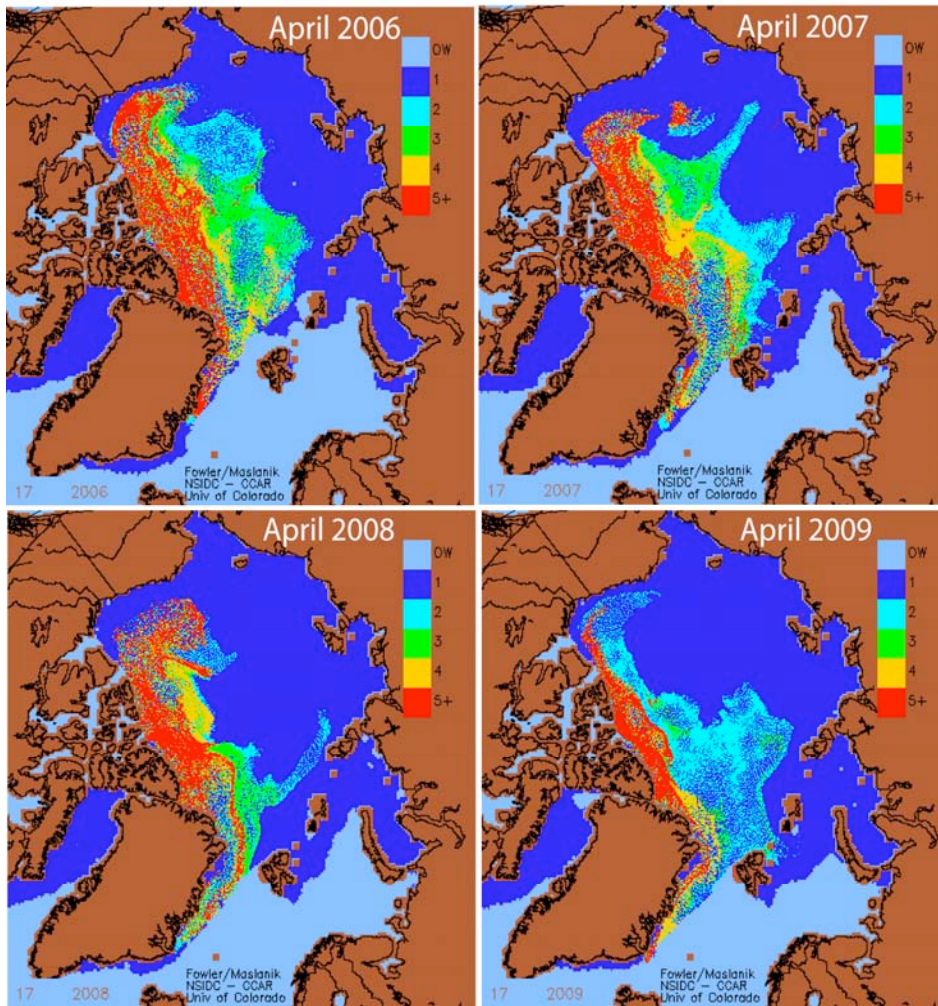 April 2006
OW
1
2
3
4
5+
Fowler/Maslanik
NSIDC - CCAR
Univ of Colorado
17 2006
April 2007
OW
1
2
3
4
5+
Fowler/Maslanik
NSIDC - CCAR
Univ of Colorado
17 2007
April 2008
OW
1
2
3
4
5+
Fowler/Maslanik
NSIDC - CCAR
Univ of Colorado
17 2008
April 2009
OW
1
2
3
4
5+
Fowler/Maslanik
NSIDC - CCAR
Univ of Colorado
17 2009